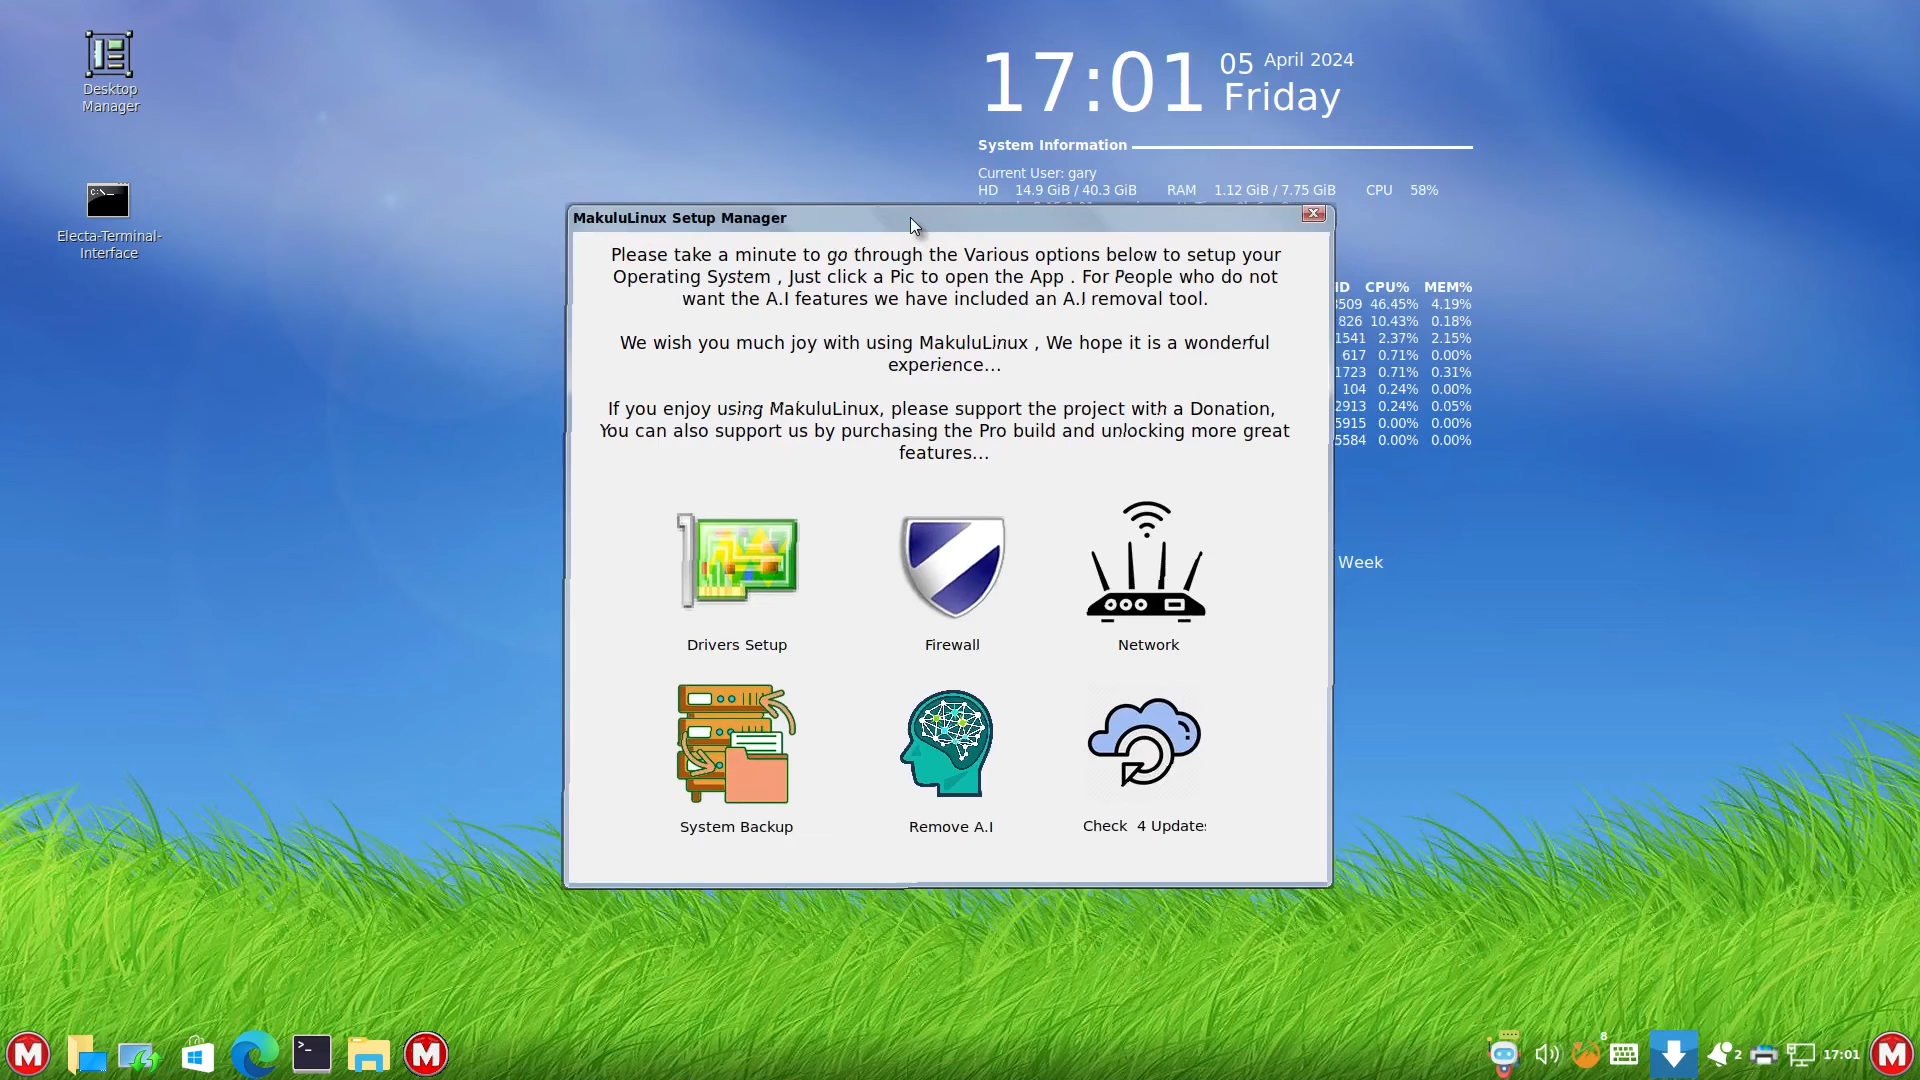 Desktop
Manager
C:\._
Electa-Terminal-
Interface
17:01 05 April 2024
Friday
System Information
Current User: gary
HD 14.9 GiB / 40.3 GiB RAM 1.12 GiB / 7.75 GiB CPU 58%
MakuluLinux Setup Manager
Please take a minute to go through the Various options below to setup your
Operating System , Just click a Pic to open the App . For People who do not
want the A.I features we have included an A.I removal tool.
We wish you much joy with using MakuluLinux , We hope it is a wonderful
experience...
If you enjoy using MakuluLinux, please support the project with a Donation,
You can also support us by purchasing the Pro build and unlocking more great
features...
ID CPU% MEM%
3509 46.45% 4.19%
826 10.43% 0.18%
1541 2.37% 2.15%
617 0.71% 0.00%
1723 0.71% 0.31%
104 0.24% 0.00%
2913 0.24% 0.05%
5915 0.00% 0.00%
5584 0.00% 0.00%
Week
Drivers Setup
Firewall
Network
System Backup
Remove A.I
Check 4 Updates
M
>_
M
8
2
17:01
M